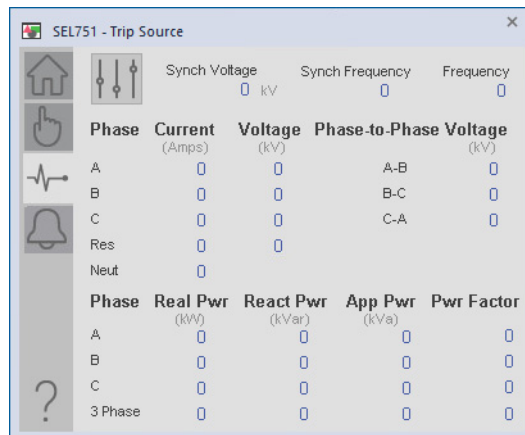 SEL751 - Trip Source ×
Synch Voltage Synch Frequency Frequency
0 kV 0 0
Phase Current Voltage Phase-to-Phase Voltage
(Amps) (kV) (kV)
A 0 0 A-B 0
B 0 0 B-C 0
C 0 0 C-A 0
Res 0 0
Neut 0
Phase Real Pwr React Pwr App Pwr Pwr Factor
(kW) (kVar) (kVa)
A 0 0 0 0
B 0 0 0 0
C 0 0 0 0
3 Phase 0 0 0 0
?